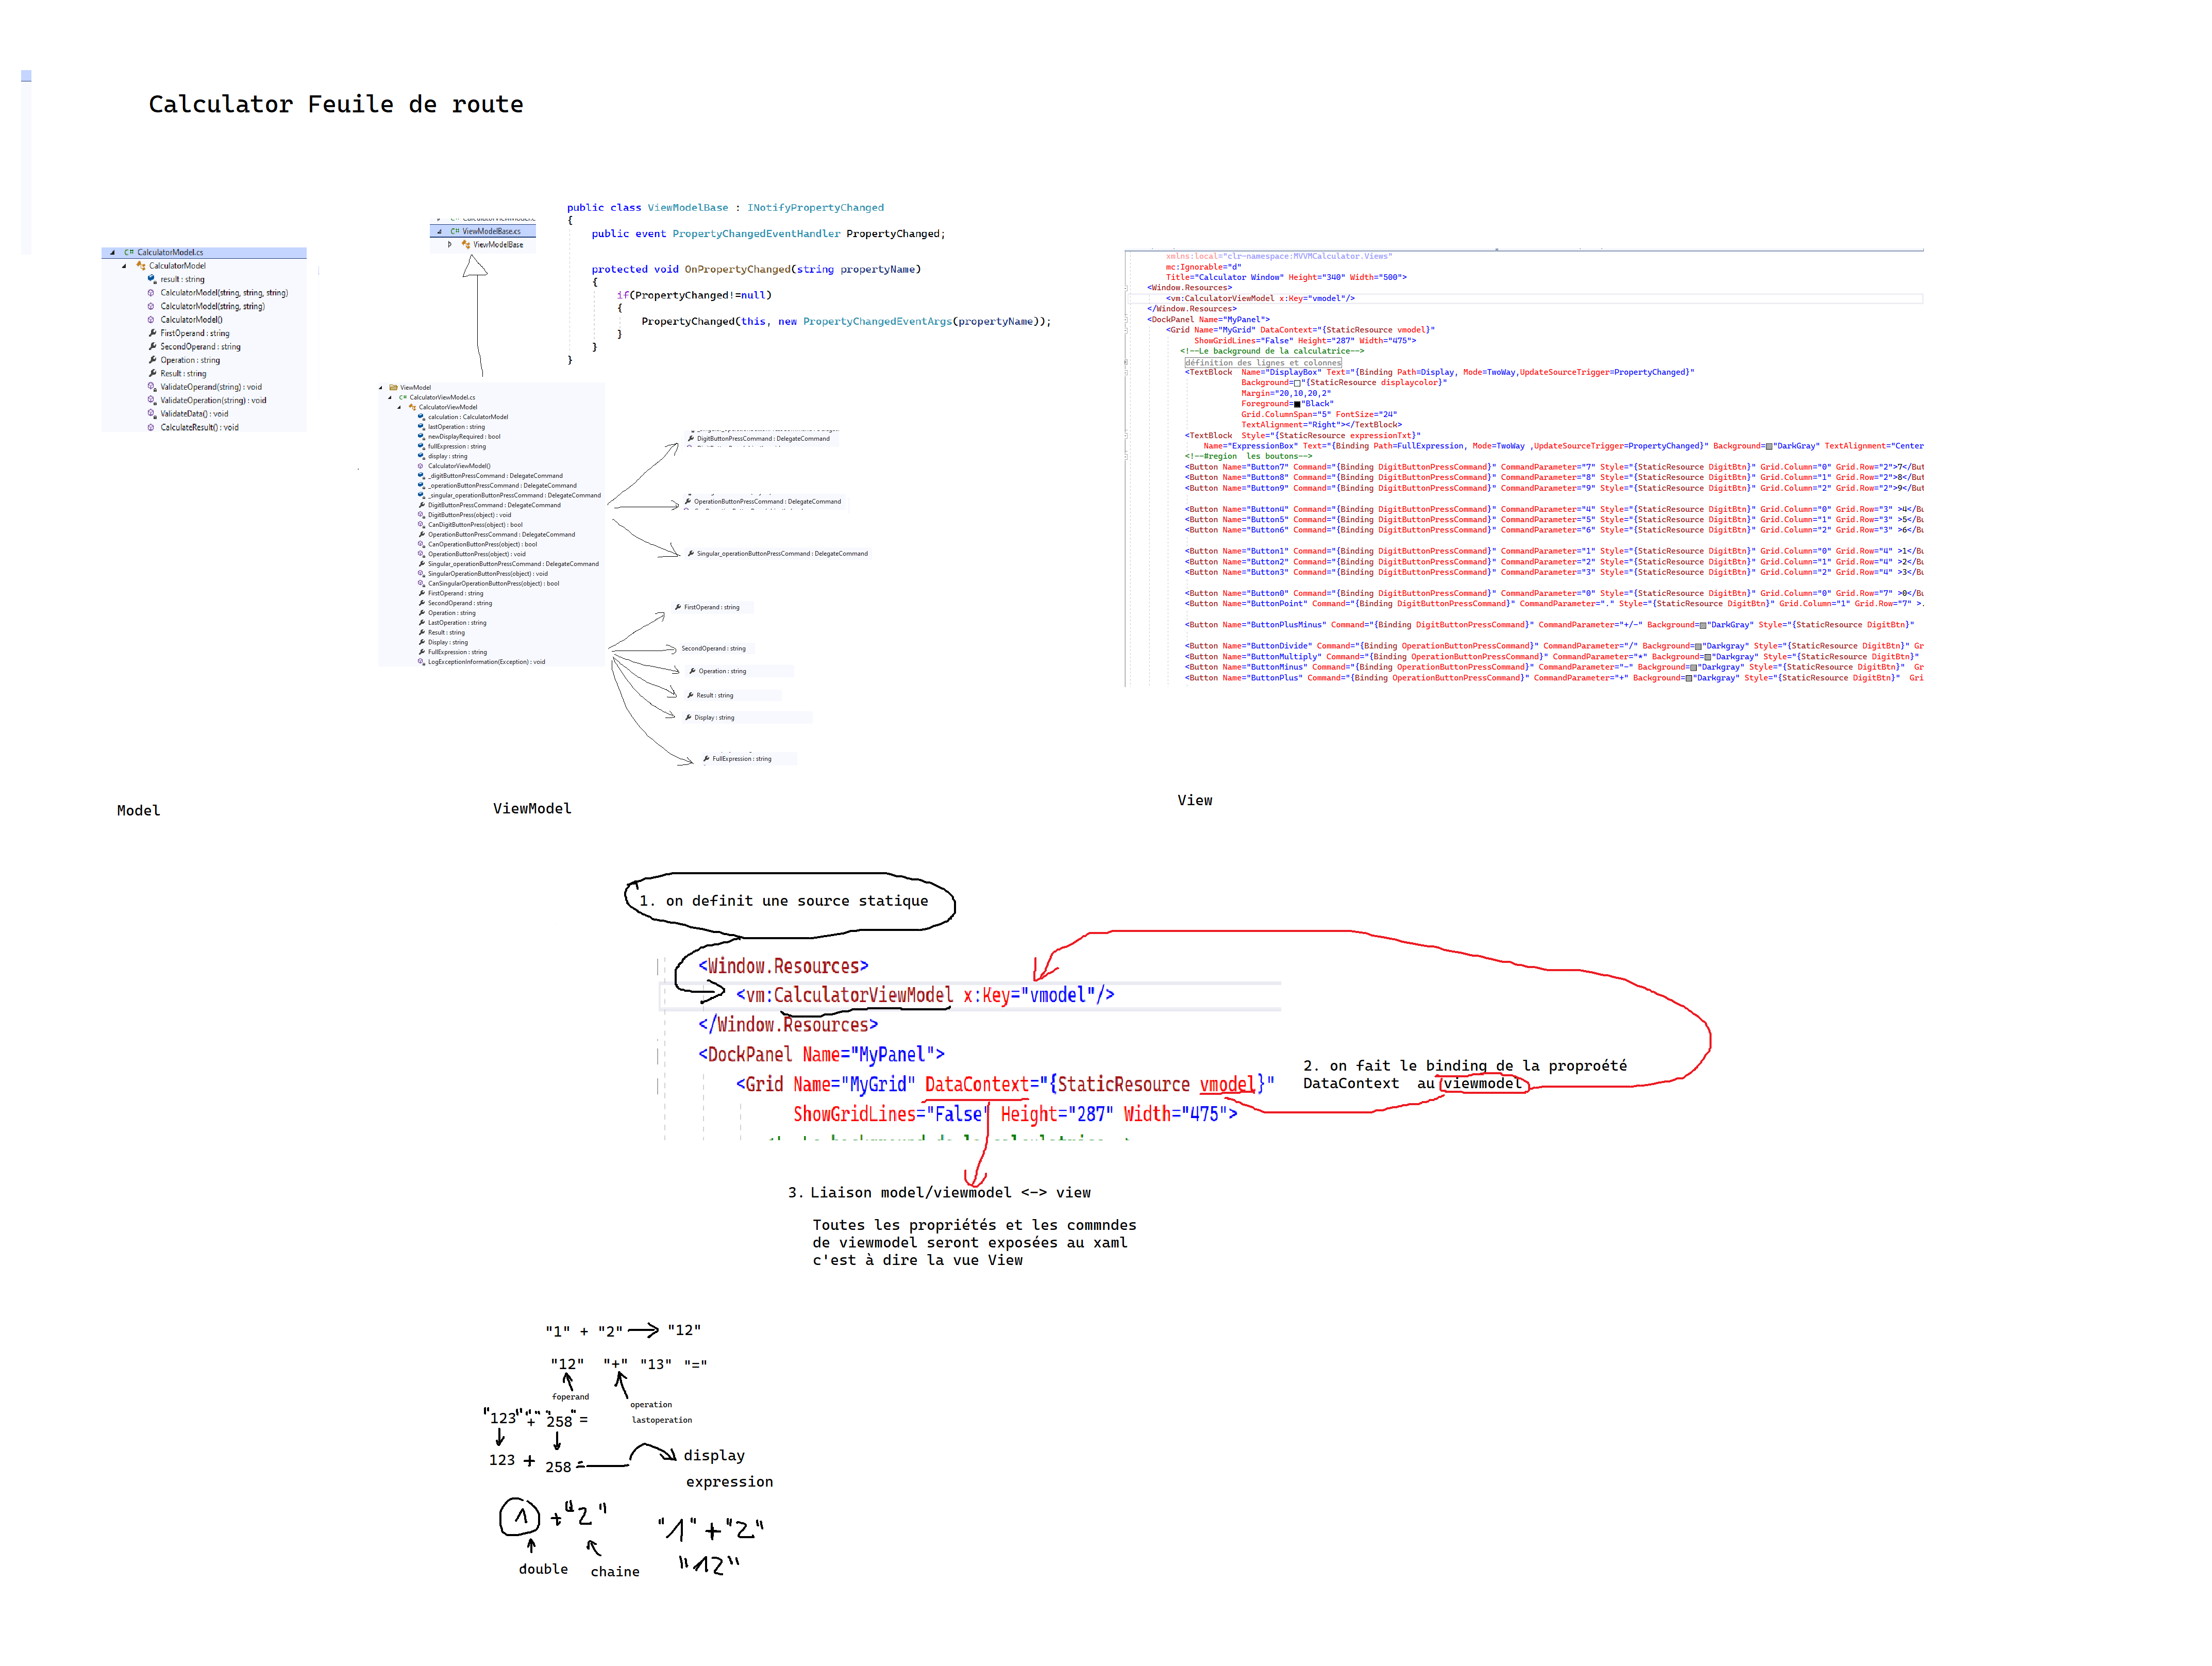 Calculator Feuile de route
CalculatorModel.cs
CalculatorModel
result : string
CalculatorModel(string, string, string)
CalculatorModel(string, string)
CalculatorModel()
FirstOperand : string
SecondOperand : string
Operation : string
Result : string
ValidateOperand(string) : void
ValidateOperation(string) : void
ValidateData() : void
CalculateResult() : void
Model
C# ViewModelBase.cs
ViewModelBase
public class ViewModelBase : INotifyPropertyChanged
{
public event PropertyChangedEventHandler PropertyChanged;
protected void OnPropertyChanged(string propertyName)
{
if(PropertyChanged!=null)
{
PropertyChanged(this, new PropertyChangedEventArgs(propertyName));
}
}
}
ViewModel
C# CalculatorViewModel.cs
CalculatorViewModel
calculation : CalculatorModel
lastOperation : string
newDisplayRequired : bool
fullExpression : string
display : string
CalculatorViewModel()
_digitButtonPressCommand : DelegateCommand
_operationButtonPressCommand : DelegateCommand
_singular_operationButtonPressCommand : DelegateCommand
DigitButtonPressCommand : DelegateCommand
DigitButtonPress(object) : void
CanDigitButtonPress(object) : bool
OperationButtonPressCommand : DelegateCommand
CanOperationButtonPress(object) : bool
OperationButtonPress(object) : void
Singular_operationButtonPressCommand : DelegateCommand
SingularOperationButtonPress(object) : void
CanSingularOperationButtonPress(object) : bool
FirstOperand : string
SecondOperand : string
Operation : string
LastOperation : string
Result : string
Display : string
FullExpression : string
LogExceptionInformation(Exception) : void
DigitButtonPressCommand : DelegateCommand
OperationButtonPressCommand : DelegateCommand
Singular_operationButtonPressCommand : DelegateCommand
FirstOperand : string
SecondOperand : string
Operation : string
Result : string
Display : string
FullExpression : string
ViewModel
xmlns:local="clr-namespace:MVVMCalculator.Views"
mc:Ignorable="d"
Title="Calculator Window" Height="340" Width="500">
<Window.Resources>
<vm:CalculatorViewModel x:Key="vmodel"/>
</Window.Resources>
<DockPanel Name="MyPanel">
<Grid Name="MyGrid" DataContext="{StaticResource vmodel}"
ShowGridLines="False" Height="287" Width="475">
<!--Le background de la calculatrice-->
définition des lignes et colonnes
<TextBlock Name="DisplayBox" Text="{Binding Path=Display, Mode=TwoWay,UpdateSourceTrigger=PropertyChanged}"
Background="{StaticResource displaycolor}"
Margin="20,10,20,2"
Foreground="Black"
Grid.ColumnSpan="5" FontSize="24"
TextAlignment="Right"></TextBlock>
<TextBlock Style="{StaticResource expressionTxt}"
Name="ExpressionBox" Text="{Binding Path=FullExpression, Mode=TwoWay ,UpdateSourceTrigger=PropertyChanged}" Background="DarkGray" TextAlignment="Center
<!--#region les boutons-->
<Button Name="Button7" Command="{Binding DigitButtonPressCommand}" CommandParameter="7" Style="{StaticResource DigitBtn}" Grid.Column="0" Grid.Row="2">7</But
<Button Name="Button8" Command="{Binding DigitButtonPressCommand}" CommandParameter="8" Style="{StaticResource DigitBtn}" Grid.Column="1" Grid.Row="2">8</But
<Button Name="Button9" Command="{Binding DigitButtonPressCommand}" CommandParameter="9" Style="{StaticResource DigitBtn}" Grid.Column="2" Grid.Row="2">9</But
<Button Name="Button4" Command="{Binding DigitButtonPressCommand}" CommandParameter="4" Style="{StaticResource DigitBtn}" Grid.Column="0" Grid.Row="3" >4</Bu
<Button Name="Button5" Command="{Binding DigitButtonPressCommand}" CommandParameter="5" Style="{StaticResource DigitBtn}" Grid.Column="1" Grid.Row="3" >5</Bu
<Button Name="Button6" Command="{Binding DigitButtonPressCommand}" CommandParameter="6" Style="{StaticResource DigitBtn}" Grid.Column="2" Grid.Row="3" >6</Bu
<Button Name="Button1" Command="{Binding DigitButtonPressCommand}" CommandParameter="1" Style="{StaticResource DigitBtn}" Grid.Column="0" Grid.Row="4" >1</Bu
<Button Name="Button2" Command="{Binding DigitButtonPressCommand}" CommandParameter="2" Style="{StaticResource DigitBtn}" Grid.Column="1" Grid.Row="4" >2</Bu
<Button Name="Button3" Command="{Binding DigitButtonPressCommand}" CommandParameter="3" Style="{StaticResource DigitBtn}" Grid.Column="2" Grid.Row="4" >3</Bu
<Button Name="Button0" Command="{Binding DigitButtonPressCommand}" CommandParameter="0" Style="{StaticResource DigitBtn}" Grid.Column="0" Grid.Row="7" >0</Bu
<Button Name="ButtonPoint" Command="{Binding DigitButtonPressCommand}" CommandParameter="." Style="{StaticResource DigitBtn}" Grid.Column="1" Grid.Row="7" >.
<Button Name="ButtonPlusMinus" Command="{Binding DigitButtonPressCommand}" CommandParameter="+/-" Background="DarkGray" Style="{StaticResource DigitBtn}"
<Button Name="ButtonDivide" Command="{Binding OperationButtonPressCommand}" CommandParameter="/" Background="Darkgray" Style="{StaticResource DigitBtn}" Gr
<Button Name="ButtonMultiply" Command="{Binding OperationButtonPressCommand}" CommandParameter="*" Background="Darkgray" Style="{StaticResource DigitBtn}"
<Button Name="ButtonMinus" Command="{Binding OperationButtonPressCommand}" CommandParameter="-" Background="Darkgray" Style="{StaticResource DigitBtn}" Gr
<Button Name="ButtonPlus" Command="{Binding OperationButtonPressCommand}" CommandParameter="+" Background="Darkgray" Style="{StaticResource DigitBtn}" Gri
View
1. on definit une source statique
<Window.Resources>
<vm:CalculatorViewModel x:Key="vmodel"/>
</Window.Resources>
<DockPanel Name="MyPanel">
<Grid Name="MyGrid" DataContext="{StaticResource vmodel}"
ShowGridLines="False" Height="287" Width="475">
2. on fait le binding de la proproété
DataContext au viewmodel
3. Liaison model/viewmodel <-> view
Toutes les propriétés et les commndes
de viewmodel seront exposées au xaml
c'est à dire la vue View
"1" + "2" "12"
"12" "+" "13" "="
foperand
operation
lastoperation
"123" "+" "258" =
123 + 258 =
display
expression
1 + "2"
double chaine
"1" + "2"
"12"